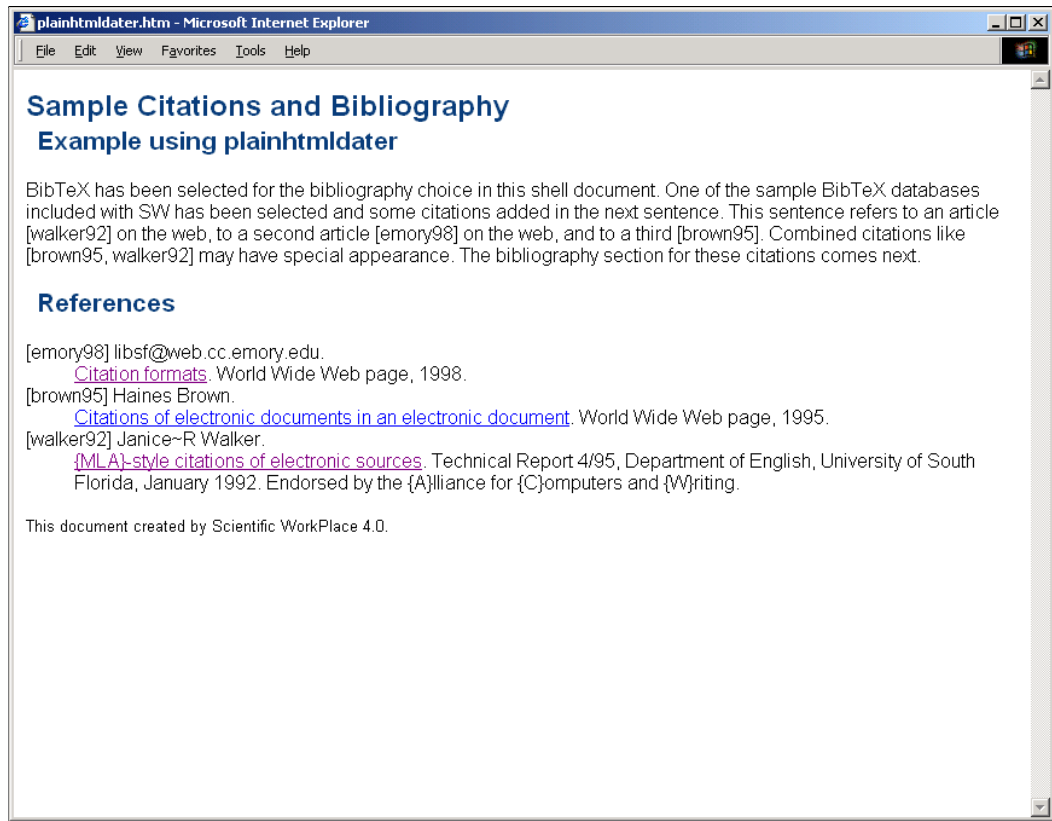 plainhtmldater.htm - Microsoft Internet Explorer
File Edit View Favorites Tools Help
Sample Citations and Bibliography
Example using plainhtmldater
BibTeX has been selected for the bibliography choice in this shell document. One of the sample BibTeX databases
included with SW has been selected and some citations added in the next sentence. This sentence refers to an article
[walker92] on the web, to a second article [emory98] on the web, and to a third [brown95]. Combined citations like
[brown95, walker92] may have special appearance. The bibliography section for these citations comes next.
References
[emory98] libsf@web.cc.emory.edu.
Citation formats. World Wide Web page, 1998.
[brown95] Haines Brown.
Citations of electronic documents in an electronic document. World Wide Web page, 1995.
[walker92] Janice~R Walker.
{MLA}-style citations of electronic sources. Technical Report 4/95, Department of English, University of South
Florida, January 1992. Endorsed by the {A}lliance for {C}omputers and {W}riting.
This document created by Scientific WorkPlace 4.0.